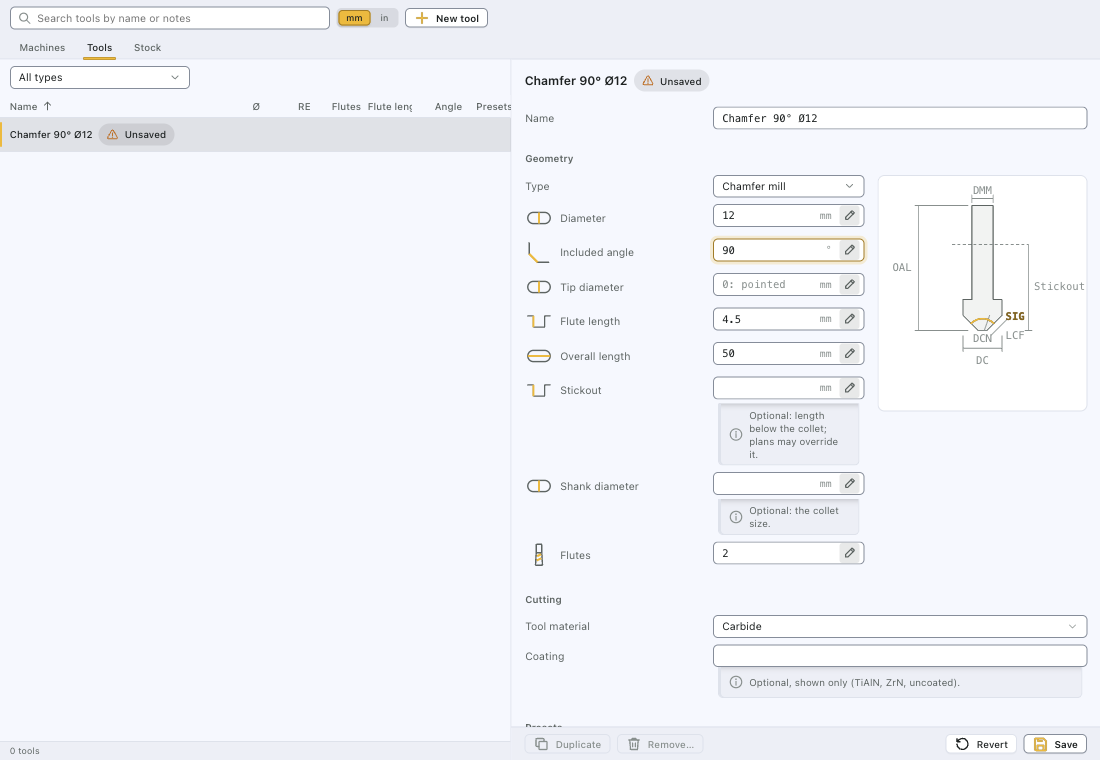 Search tools by name or notes
mm
in
New tool
Machines
Tools
Stock
All types
Name
Ø
RE
Flutes
Flute leng
Angle
Presets
Chamfer 90° Ø12
Unsaved
0 tools
Chamfer 90° Ø12
Unsaved
Name
Chamfer 90° Ø12
Geometry
Type
Chamfer mill
Diameter
12 mm
Included angle
90 °
Tip diameter
0: pointed mm
Flute length
4.5 mm
Overall length
50 mm
Stickout
mm
Optional: length
below the collet;
plans may override
it.
Shank diameter
mm
Optional: the collet
size.
Flutes
2
DMM
OAL
Stickout
SIG
DCN
LCF
DC
Cutting
Tool material
Carbide
Coating
Optional, shown only (TiAlN, ZrN, uncoated).
Presets
Duplicate
Remove...
Revert
Save